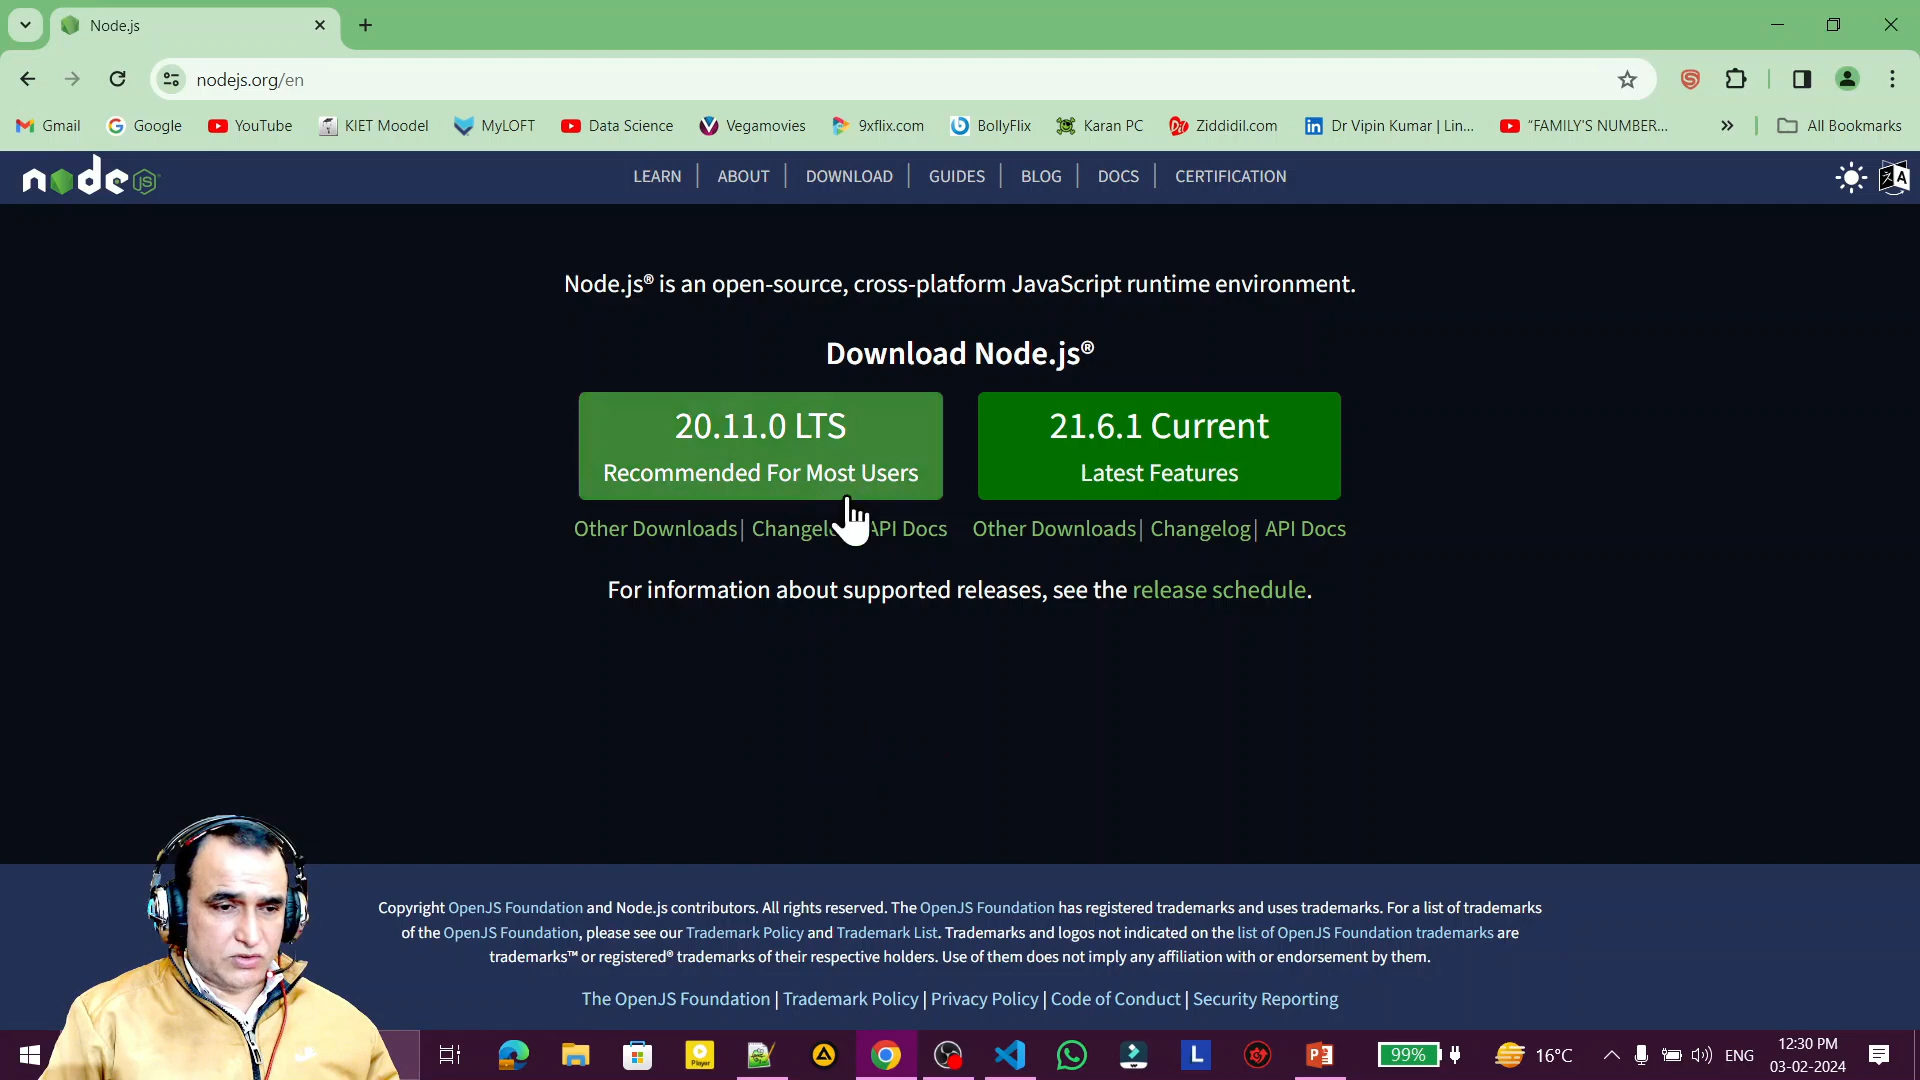 Node.js
nodejs.org/en
Gmail Google YouTube KIET Moodel MyLOFT Data Science Vegamovies 9xflix.com BollyFlix Karan PC Ziddidil.com Dr Vipin Kumar | Lin... "FAMILY'S NUMBER... » All Bookmarks
node JS LEARN ABOUT DOWNLOAD GUIDES BLOG DOCS CERTIFICATION
Node.js® is an open-source, cross-platform JavaScript runtime environment.
Download Node.js®
20.11.0 LTS
Recommended For Most Users
21.6.1 Current
Latest Features
Other Downloads| API Docs
Other Downloads| Changelog| API Docs
For information about supported releases, see the release schedule.
Copyright OpenJS Foundation and Node.js contributors. All rights reserved. The OpenJS Foundation has registered trademarks and uses trademarks. For a list of trademarks
of the OpenJS Foundation, please see our Trademark Policy and Trademark List. Trademarks and logos not indicated on the list of OpenJS Foundation trademarks are
trademarks™ or registered® trademarks of their respective holders. Use of them does not imply any affiliation with or endorsement by them.
The OpenJS Foundation | Trademark Policy | Privacy Policy | Code of Conduct | Security Reporting
Player L 99% 16°C ENG 12:30 PM
03-02-2024